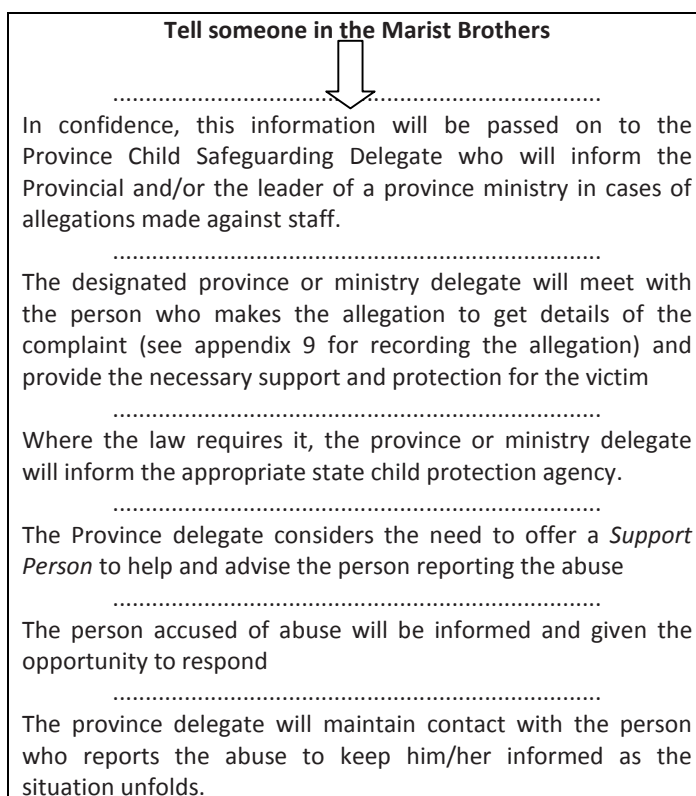 Tell someone in the Marist Brothers
................................................................................
In confidence, this information will be passed on to the
Province Child Safeguarding Delegate who will inform the
Provincial and/or the leader of a province ministry in cases of
allegations made against staff.
................................................................................
The designated province or ministry delegate will meet with
the person who makes the allegation to get details of the
complaint (see appendix 9 for recording the allegation) and
provide the necessary support and protection for the victim
................................................................................
Where the law requires it, the province or ministry delegate
will inform the appropriate state child protection agency.
................................................................................
The Province delegate considers the need to offer a Support
Person to help and advise the person reporting the abuse
................................................................................
The person accused of abuse will be informed and given the
opportunity to respond
................................................................................
The province delegate will maintain contact with the person
who reports the abuse to keep him/her informed as the
situation unfolds.